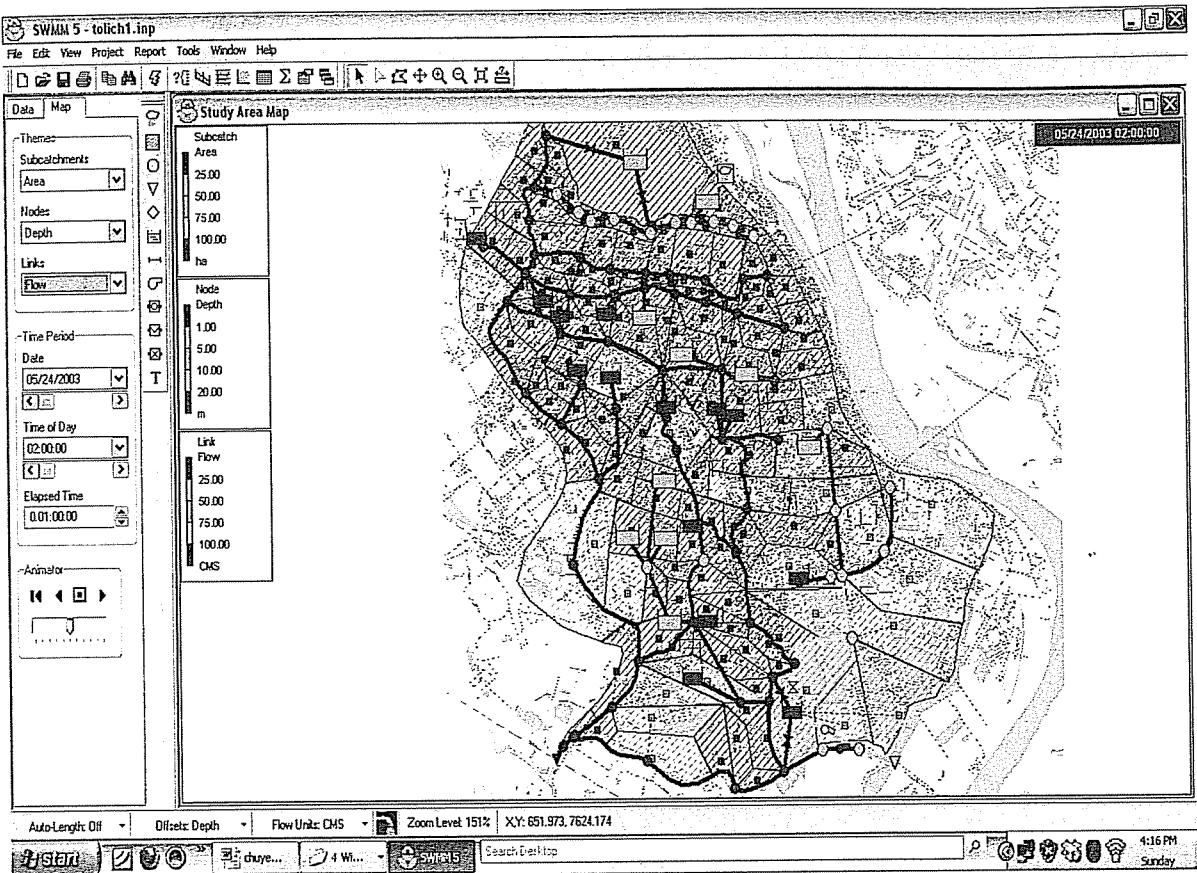 SWMM 5 - tolich1.inp
File Edit View Project Report Tools Window Help
Data Map
Themes
Subcatchments
Area
Nodes
Depth
Links
Flow
Time Period
Date
05/24/2003
Time of Day
02:00:00
Elapsed Time
0.01:00:00
Animator
Study Area Map
05/24/2003 02:00:00
Subcatch
Area
25.00
50.00
75.00
100.00
ha
Node
Depth
1.00
5.00
10.00
20.00
m
Link
Flow
25.00
50.00
75.00
100.00
CMS
T
Auto-Length: Off Offsets: Depth Flow Units: CMS Zoom Level: 151% X,Y: 651.973, 7624.174
start chuye... 4 Wi... SWMM 5 Search Desktop 4:16 PM
Sunday